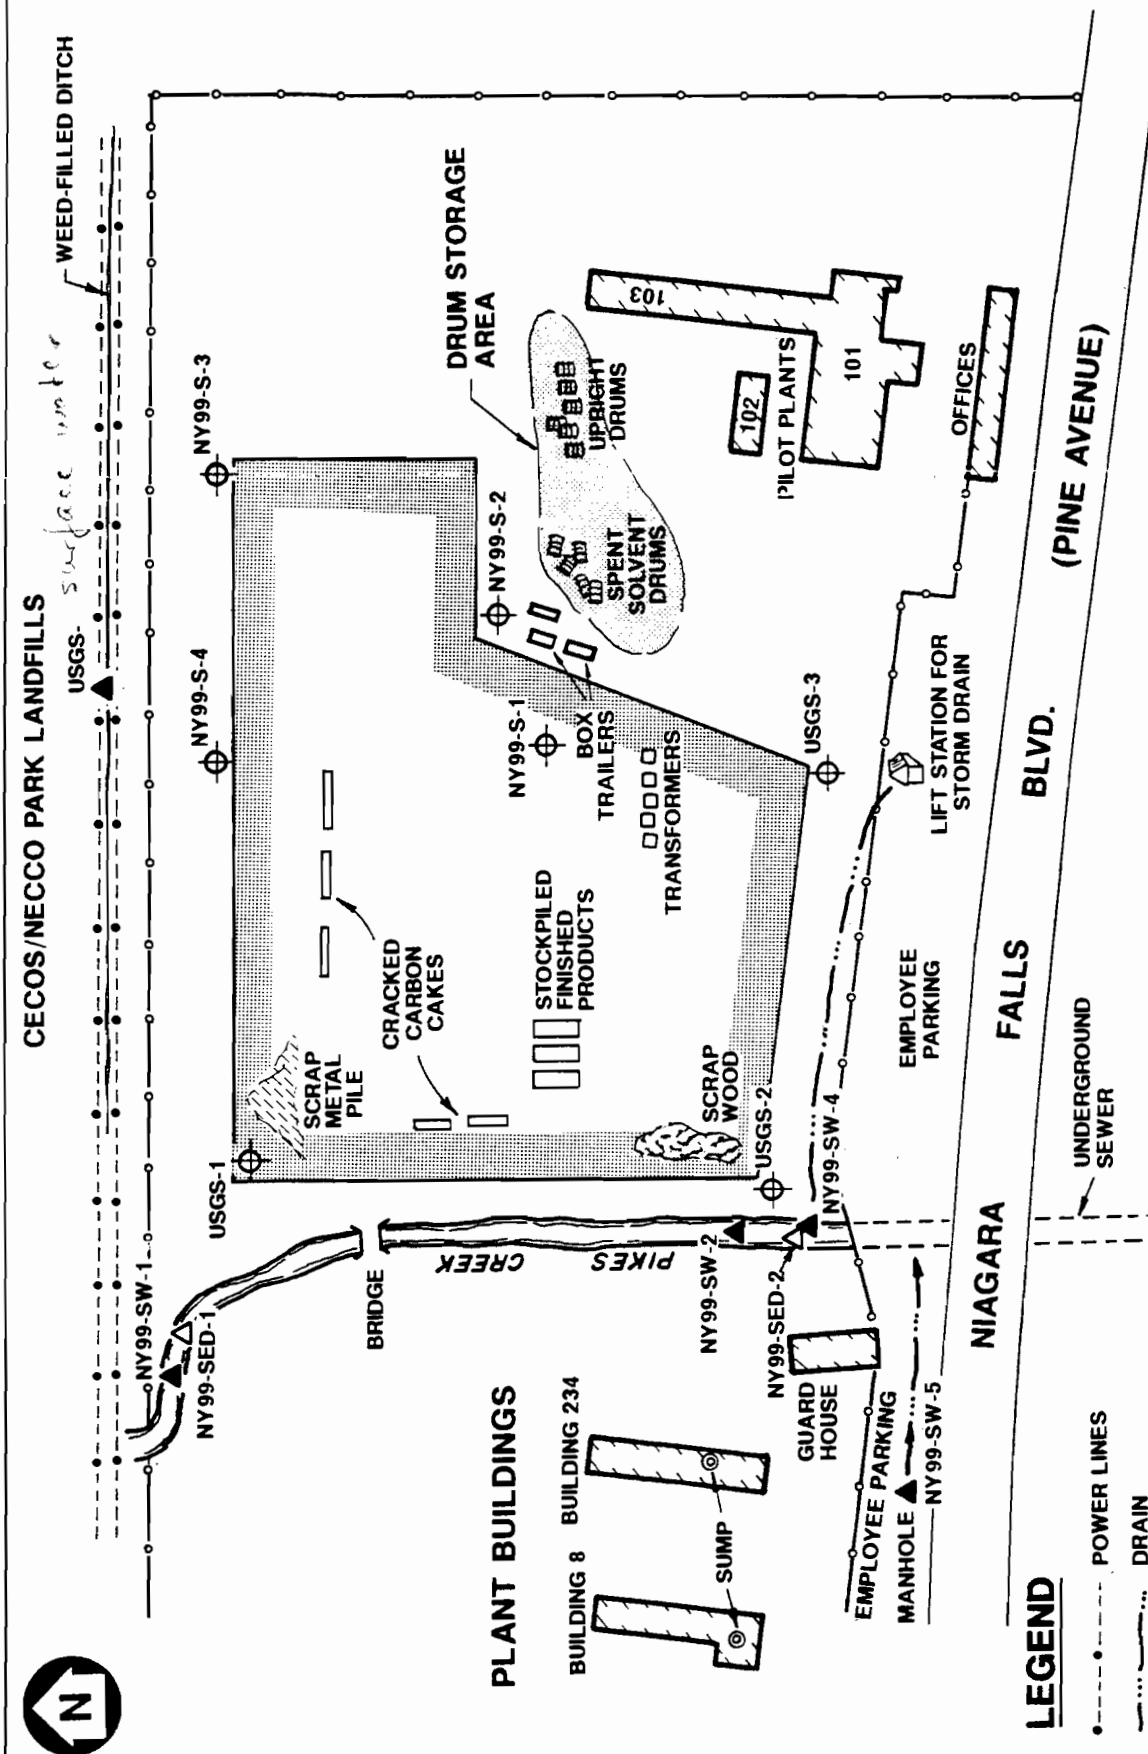 N
CECOS/NECCO PARK LANDFILLS
WEED-FILLED DITCH
USGS-
surface water
NY99-SW-1
NY99-SED-1
USGS-1
NY99-S-4
NY99-S-3
SCRAP
METAL
PILE
CRACKED
CARBON
CAKES
BRIDGE
PIKES
CREEK
STOCKPILED
FINISHED
PRODUCTS
NY99-S-1
NY99-S-2
BOX
TRAILERS
TRANSFORMERS
DRUM STORAGE
AREA
SPENT
SOLVENT
DRUMS
UPRIGHT
DRUMS
PLANT BUILDINGS
BUILDING 8
BUILDING 234
SUMP
NY99-SW-2
NY99-SED-2
SCRAP
WOOD
USGS-2
NY99-SW-4
USGS-3
103
102
PILOT PLANTS
101
GUARD
HOUSE
EMPLOYEE PARKING
MANHOLE
NY99-SW-5
EMPLOYEE
PARKING
LIFT STATION FOR
STORM DRAIN
OFFICES
NIAGARA
FALLS
BLVD.
(PINE AVENUE)
UNDERGROUND
SEWER
LEGEND
POWER LINES
DRAIN